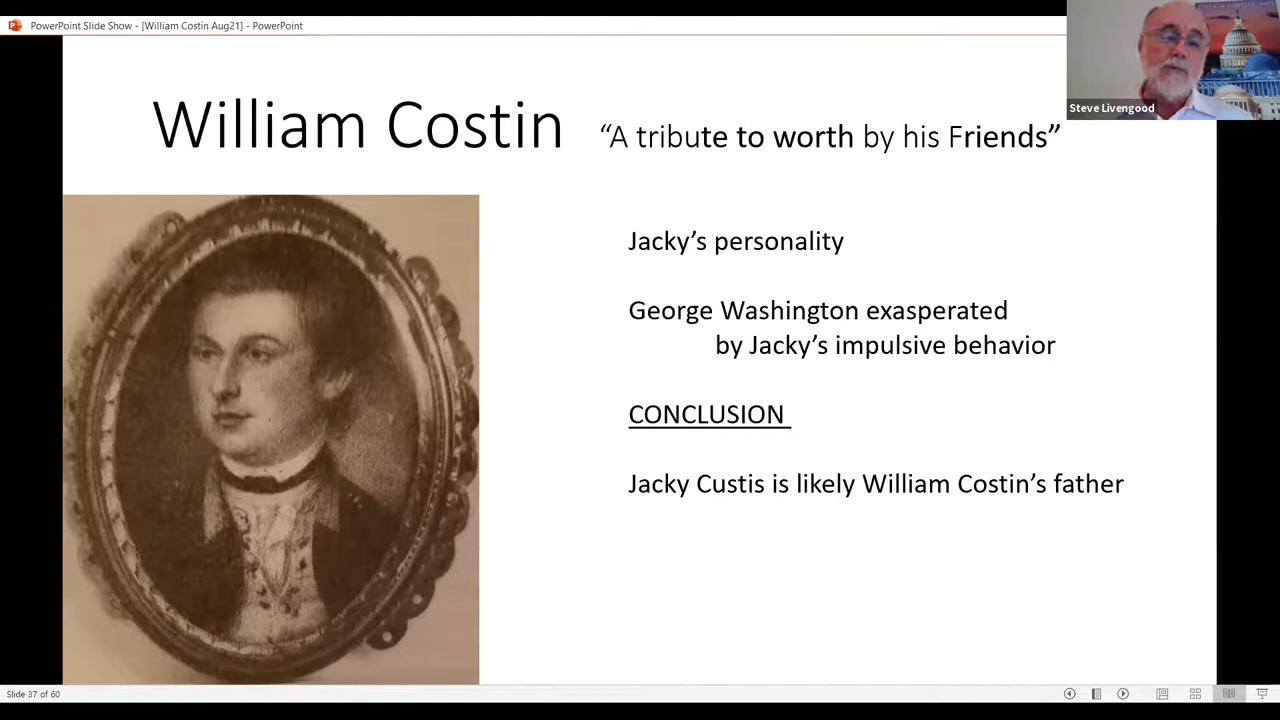 PowerPoint Slide Show - [William Costin Aug21] - PowerPoint
Steve Livengood
William Costin “A tribute to worth by his Friends”
Jacky’s personality
George Washington exasperated
by Jacky’s impulsive behavior
CONCLUSION
Jacky Custis is likely William Costin’s father
Slide 37 of 60